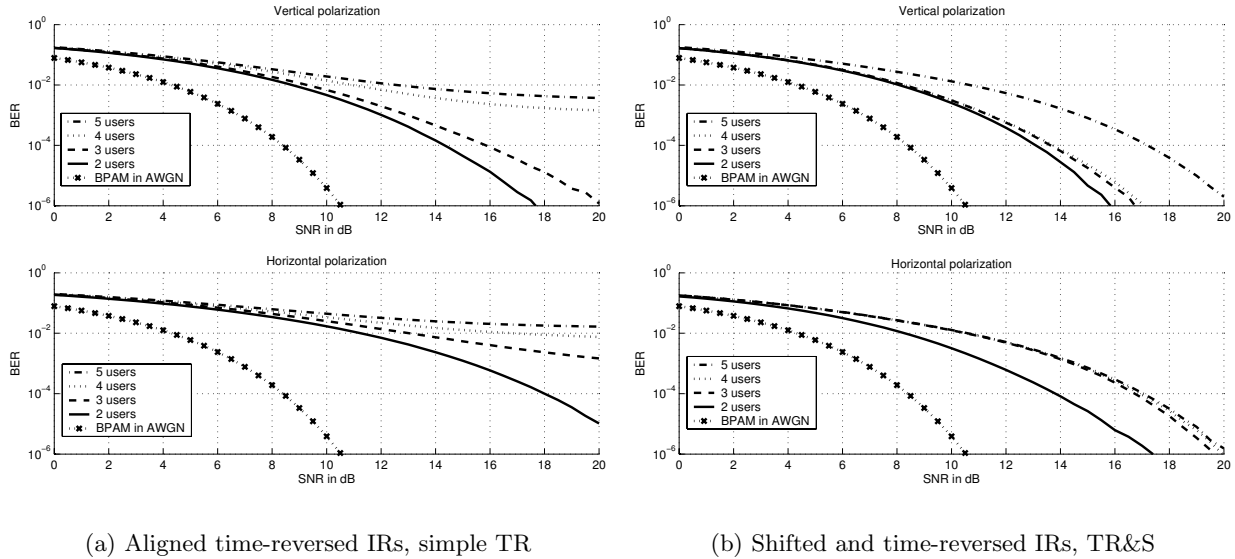 Vertical polarization
10^0
10^-2
10^-4
10^-6
BER
5 users
4 users
3 users
2 users
BPAM in AWGN
0 2 4 6 8 10 12 14 16 18 20
SNR in dB
Horizontal polarization
10^0
10^-2
10^-4
10^-6
BER
5 users
4 users
3 users
2 users
BPAM in AWGN
0 2 4 6 8 10 12 14 16 18 20
SNR in dB
(a) Aligned time-reversed IRs, simple TR
Vertical polarization
10^0
10^-2
10^-4
10^-6
BER
5 users
4 users
3 users
2 users
BPAM in AWGN
0 2 4 6 8 10 12 14 16 18 20
SNR in dB
Horizontal polarization
10^0
10^-2
10^-4
10^-6
BER
5 users
4 users
3 users
2 users
BPAM in AWGN
0 2 4 6 8 10 12 14 16 18 20
SNR in dB
(b) Shifted and time-reversed IRs, TR&S